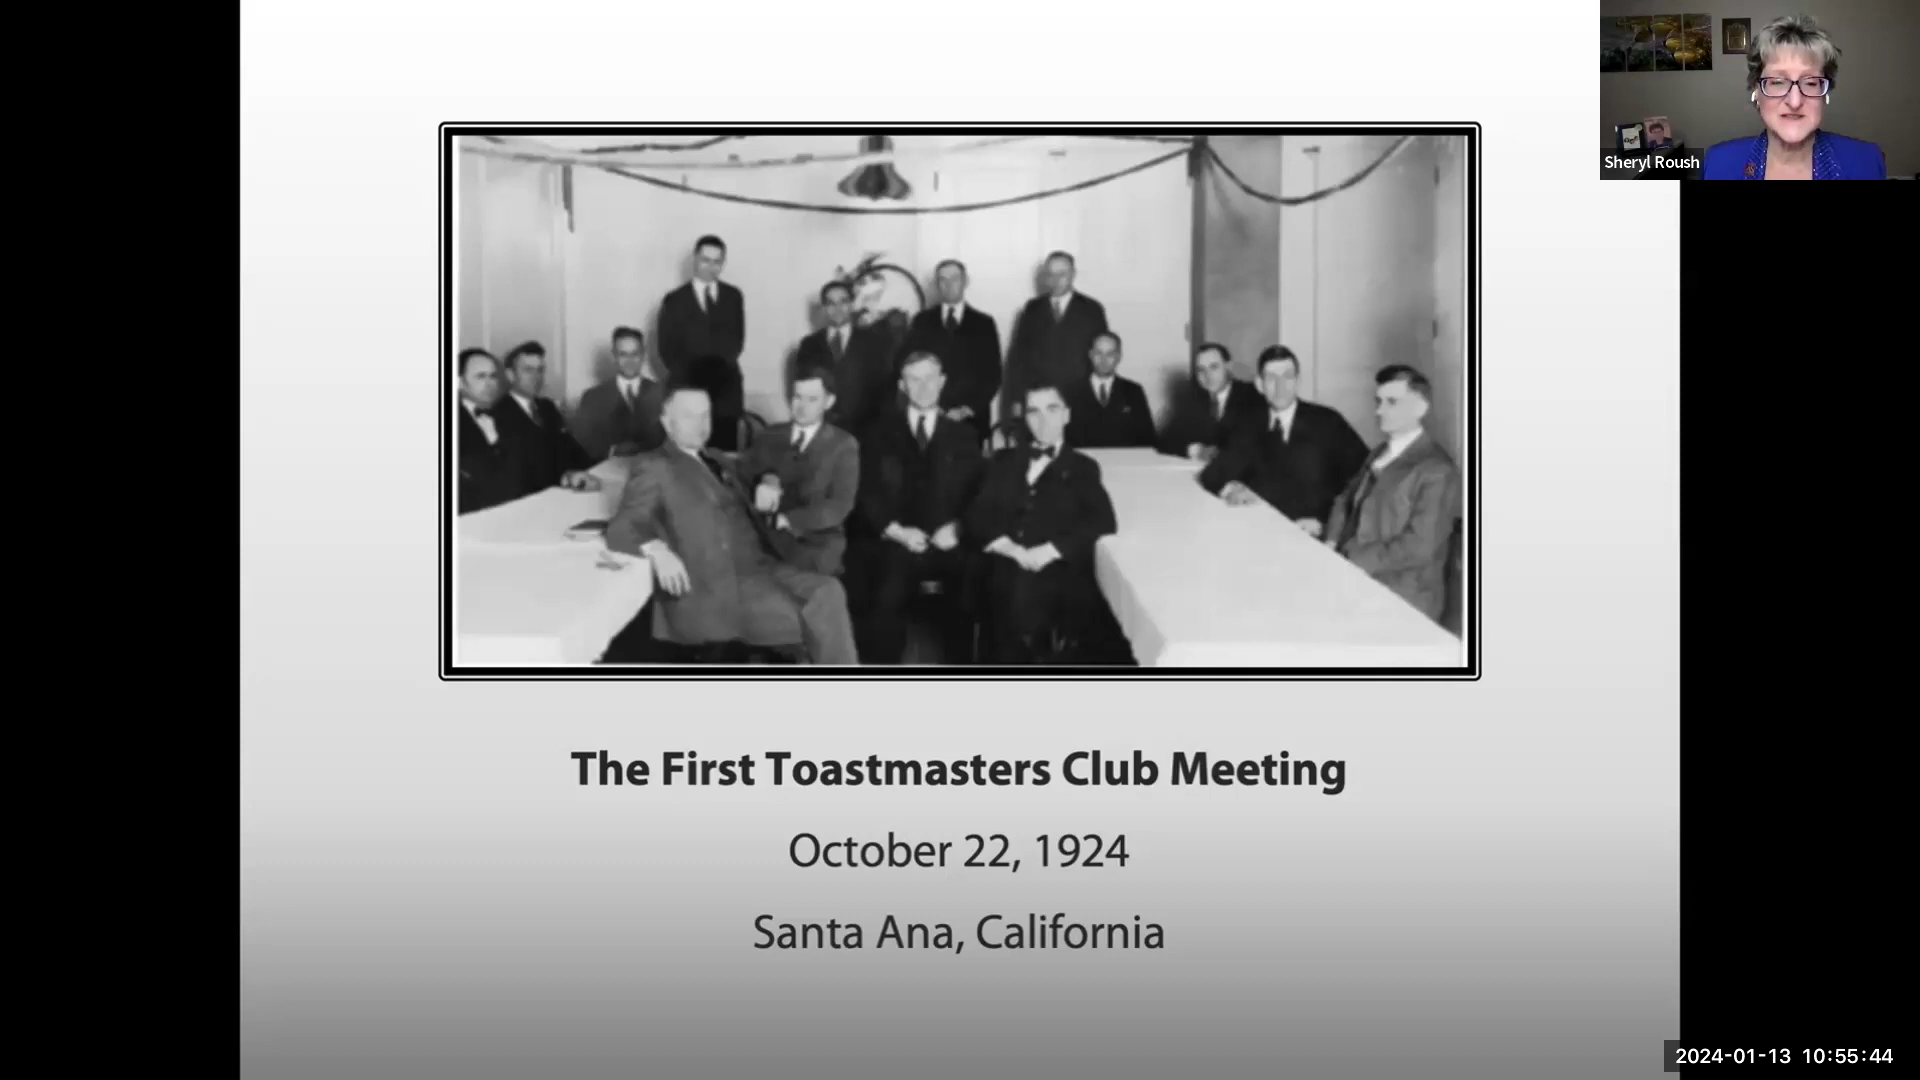 Sheryl Roush
The First Toastmasters Club Meeting
October 22, 1924
Santa Ana, California
2024-01-13 10:55:44